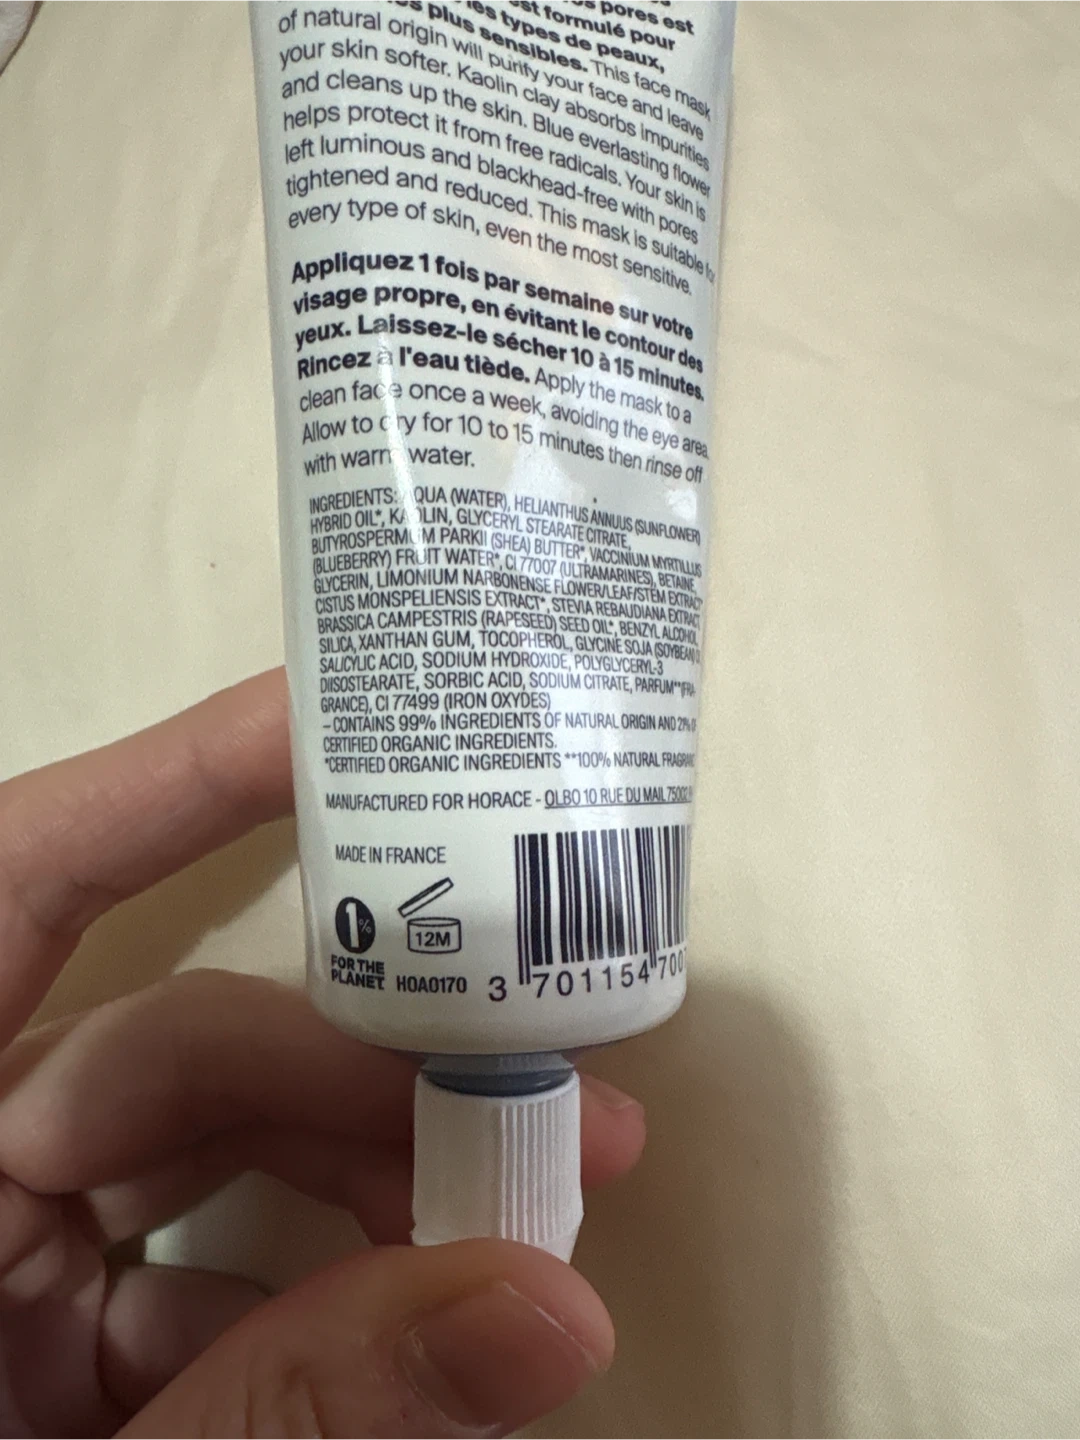 pores est
est formulé pour
les types de peaux,
plus sensibles. This face mask
of natural origin will purify your face and leave
your skin softer. Kaolin clay absorbs impurities
and cleans up the skin. Blue everlasting flower
helps protect it from free radicals. Your skin is
left luminous and blackhead-free with pores
tightened and reduced. This mask is suitable for
every type of skin, even the most sensitive.
Appliquez 1 fois par semaine sur votre
visage propre, en évitant le contour des
yeux. Laissez-le sécher 10 à 15 minutes.
Rincez à l'eau tiède. Apply the mask to a
clean face once a week, avoiding the eye area.
Allow to dry for 10 to 15 minutes then rinse off
with warm water.
INGREDIENTS: AQUA (WATER), HELIANTHUS ANNUUS (SUNFLOWER)
HYBRID OIL*, KAOLIN, GLYCERYL STEARATE CITRATE,
BUTYROSPERMUM PARKII (SHEA) BUTTER*, VACCINIUM MYRTILLUS
(BLUEBERRY) FRUIT WATER*, CI 77007 (ULTRAMARINES), BETAINE,
GLYCERIN, LIMONIUM NARBONENSE FLOWER/LEAF/STEM EXTRACT*
CISTUS MONSPELIENSIS EXTRACT*, STEVIA REBAUDIANA EXTRACT
BRASSICA CAMPESTRIS (RAPESEED) SEED OIL*, BENZYL ALCOHOL
SILICA, XANTHAN GUM, TOCOPHEROL, GLYCINE SOJA (SOYBEAN)
SALICYLIC ACID, SODIUM HYDROXIDE, POLYGLYCERYL-3
DIISOSTEARATE, SORBIC ACID, SODIUM CITRATE, PARFUM**(FRA-
GRANCE), CI 77499 (IRON OXYDES)
– CONTAINS 99% INGREDIENTS OF NATURAL ORIGIN AND 21% OF
CERTIFIED ORGANIC INGREDIENTS.
*CERTIFIED ORGANIC INGREDIENTS **100% NATURAL FRAGRANC
MANUFACTURED FOR HORACE - OLBO 10 RUE DU MAIL 75002
MADE IN FRANCE
1%
FOR THE
PLANET
12M
HOA0170
3 701154 700